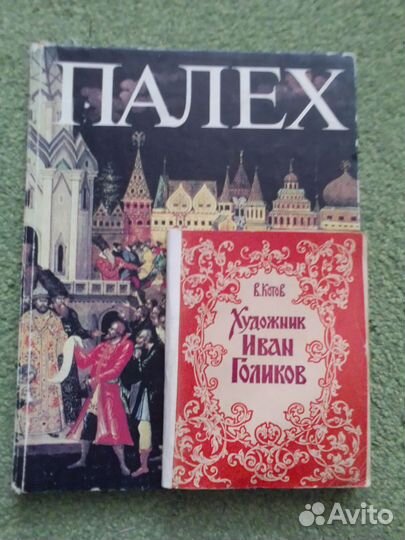 ПАЛЕХ
В. Котов
Художник
Иван
Голиков
Avito